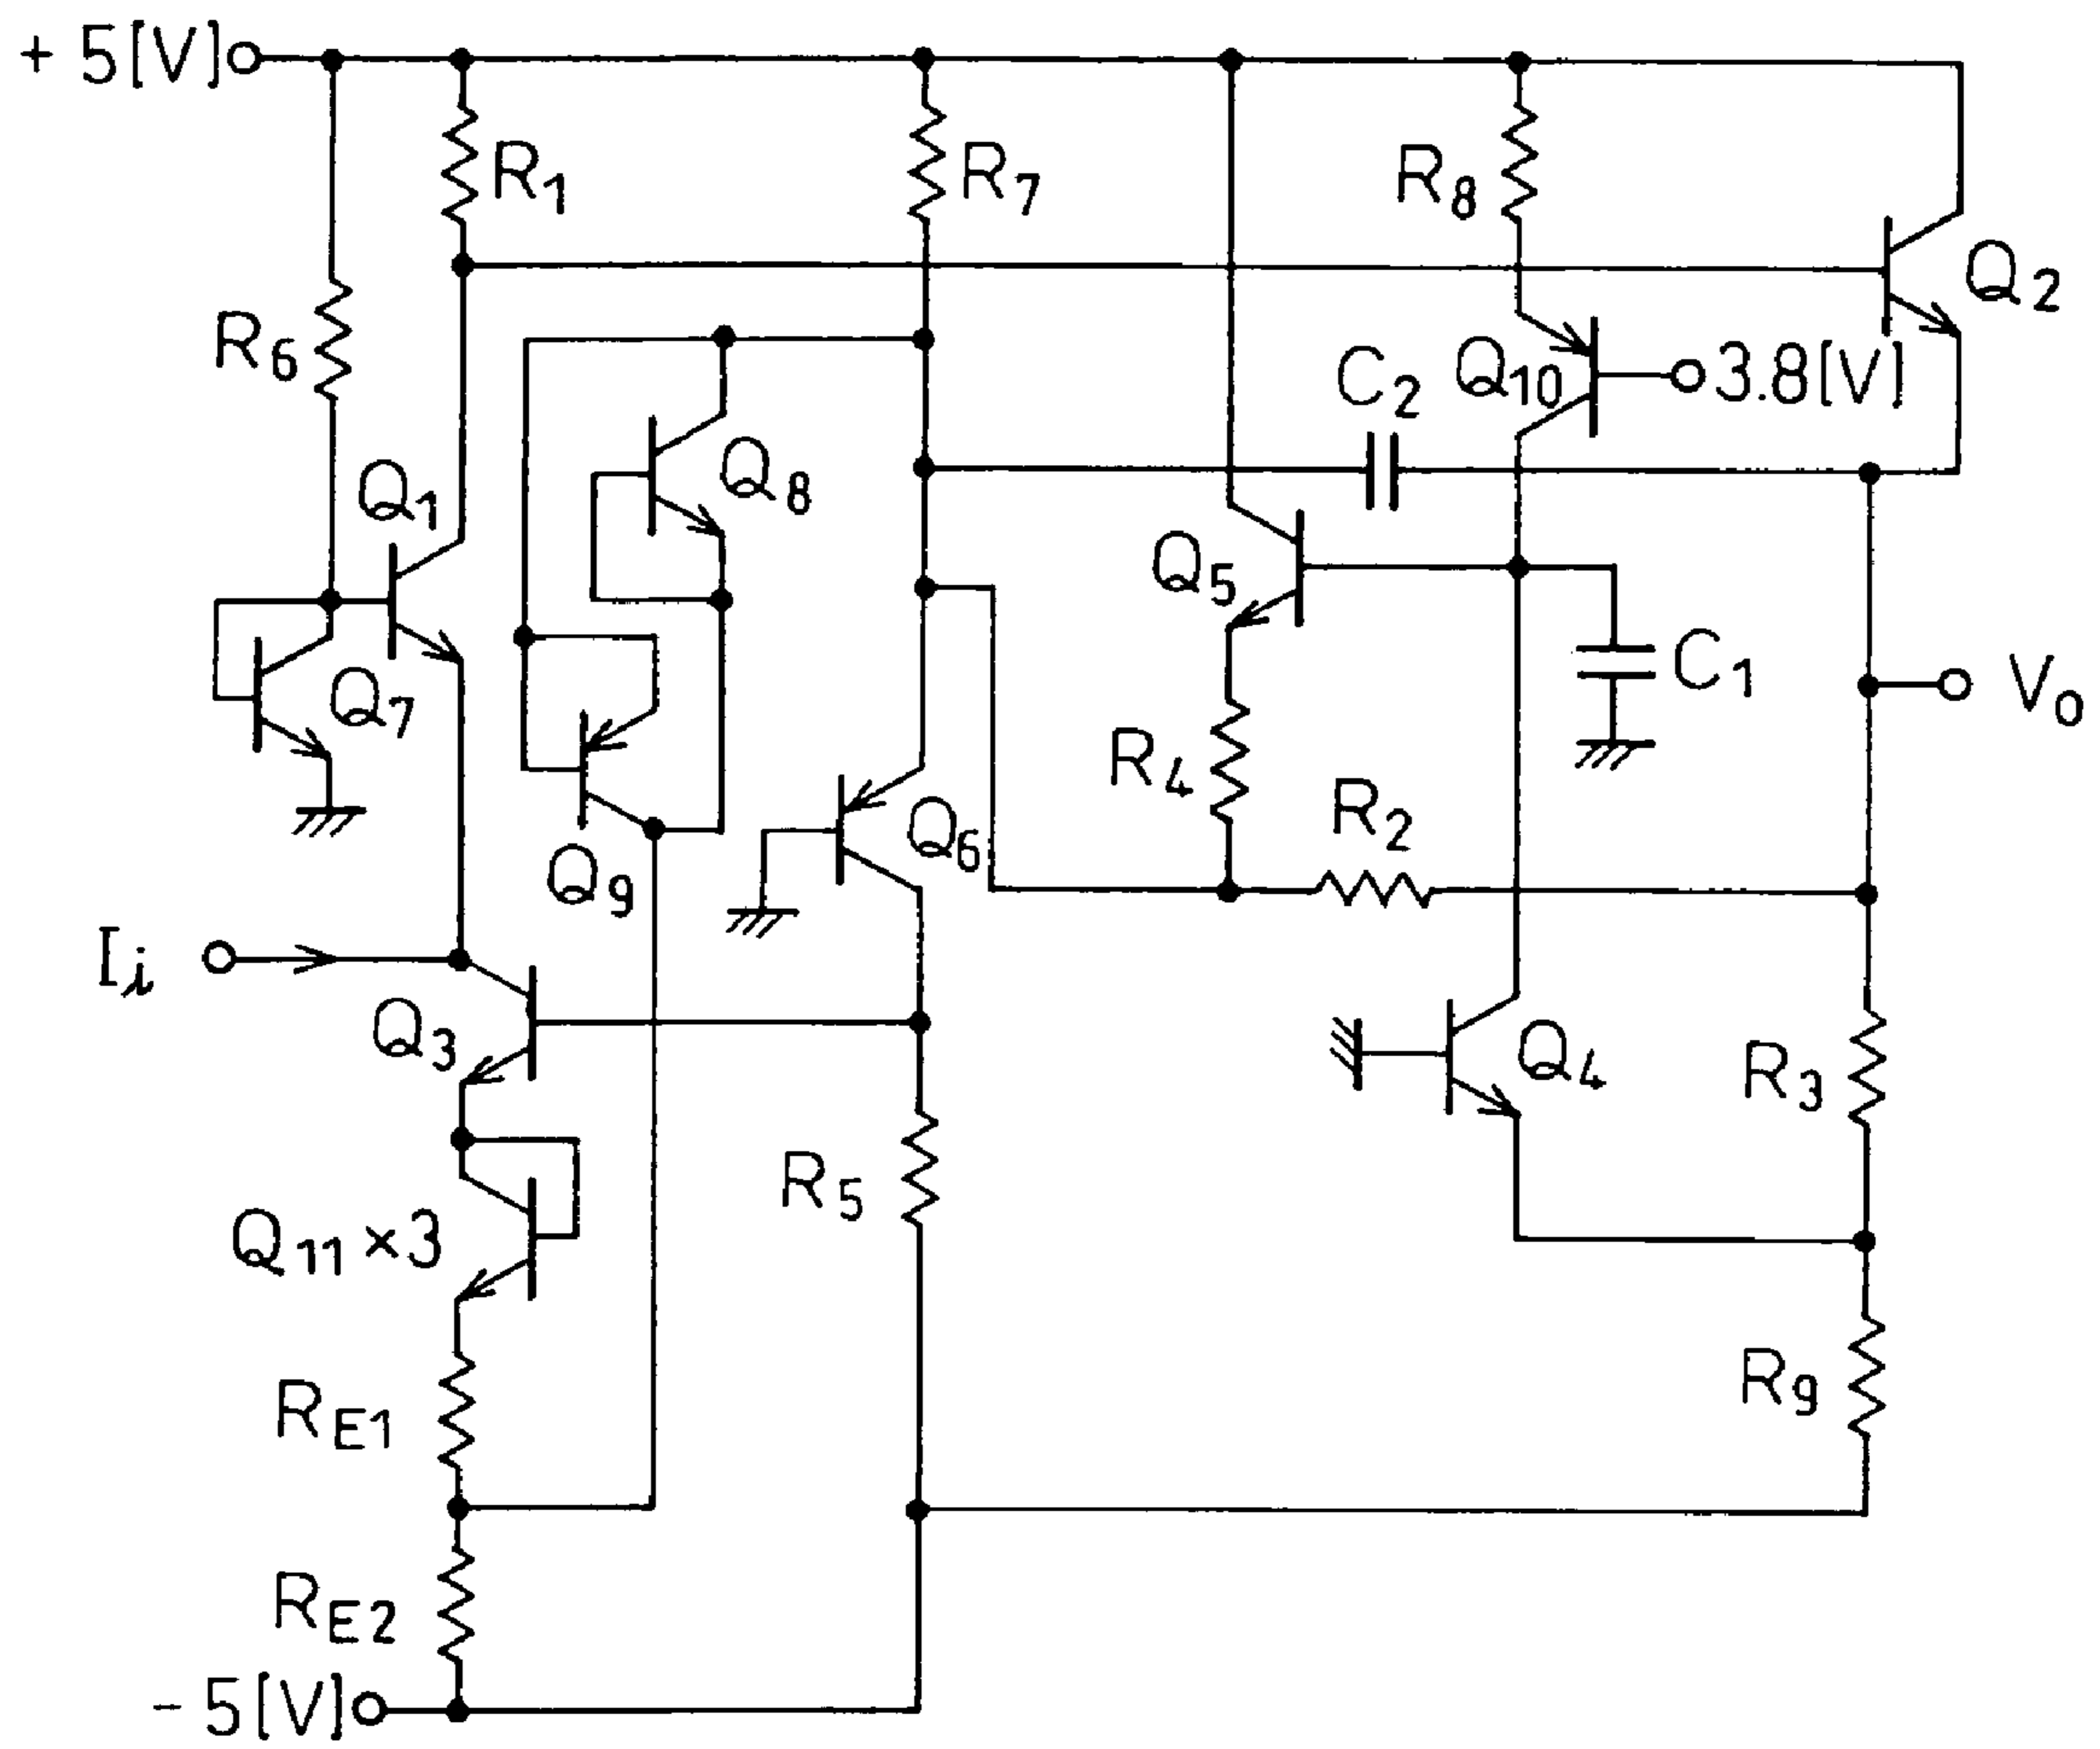 +5[V]
R1
R7
R8
Q2
R6
C2
Q10
3.8[V]
Q1
Q8
Q5
C1
Vo
Q7
R4
R2
Q9
Q6
Ii
Q3
Q4
R3
R5
Q11×3
RE1
R9
RE2
-5[V]